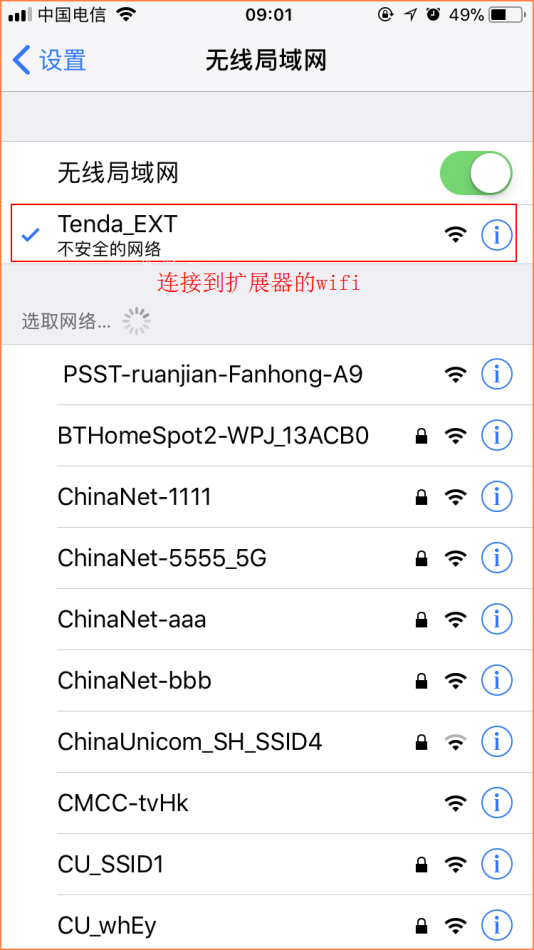 中国电信 09:01 49%
设置 无线局域网
无线局域网
Tenda_EXT
不安全的网络
连接到扩展器的wifi
选取网络...
PSST-ruanjian-Fanhong-A9
BTHomeSpot2-WPJ_13ACB0
ChinaNet-1111
ChinaNet-5555_5G
ChinaNet-aaa
ChinaNet-bbb
ChinaUnicom_SH_SSID4
CMCC-tvHk
CU_SSID1
CU_whEy